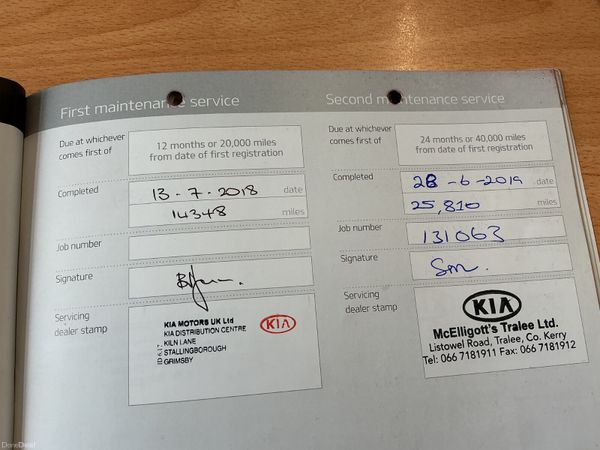 First maintenance service
Due at whichever
comes first of
12 months or 20,000 miles
from date of first registration
Completed
13-7-2018 date
14348 miles
Job number
Signature
Servicing
dealer stamp
KIA MOTORS UK Ltd
KIA DISTRIBUTION CENTRE
KILN LANE
STALLINGBOROUGH
GRIMSBY
KIA
Second maintenance service
Due at whichever
comes first of
24 months or 40,000 miles
from date of first registration
Completed
28-6-2019 date
25,810 miles
Job number
131063
Signature
Sm.
Servicing
dealer stamp
KIA
McElligott's Tralee Ltd.
Listowel Road, Tralee, Co. Kerry
Tel: 066 7181911 Fax: 066 7181912
DoneDeal